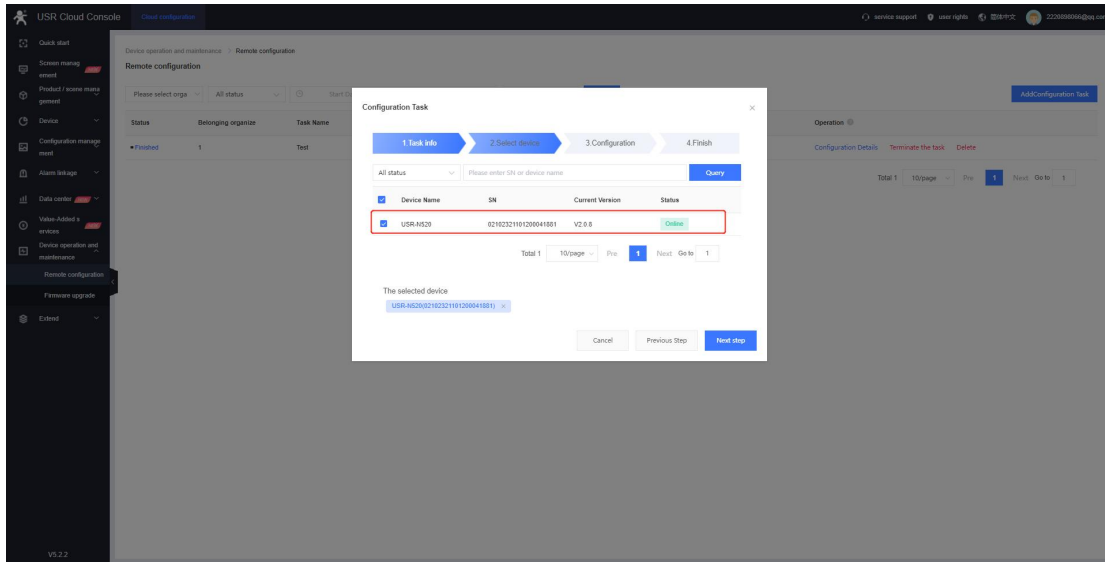 USR Cloud Console
Cloud configuration
service support
user rights
简体中文
2220898066@qq.com
Quick start
Screen manag
ement
Product / scene mana
gement
Device
Configuration manage
ment
Alarm linkage
Data center
Value-Added s
ervices
Device operation and
maintenance
Remote configuration
Firmware upgrade
Extend
V5.2.2
Device operation and maintenance > Remote configuration
Remote configuration
Please select orga
All status
AddConfiguration Task
Status Belonging organize Task Name Operation
Finished 1 Test Configuration Details Terminate the task Delete
Total 1 10/page Pre 1 Next Go to 1
Configuration Task
1.Task info 2.Select device 3.Configuration 4.Finish
All status Please enter SN or device name Query
Device Name SN Current Version Status
USR-N520 02102321101200041881 V2.0.8 Online
Total 1 10/page Pre 1 Next Go to 1
The selected device
USR-N520(02102321101200041881) ×
Cancel Previous Step Next step